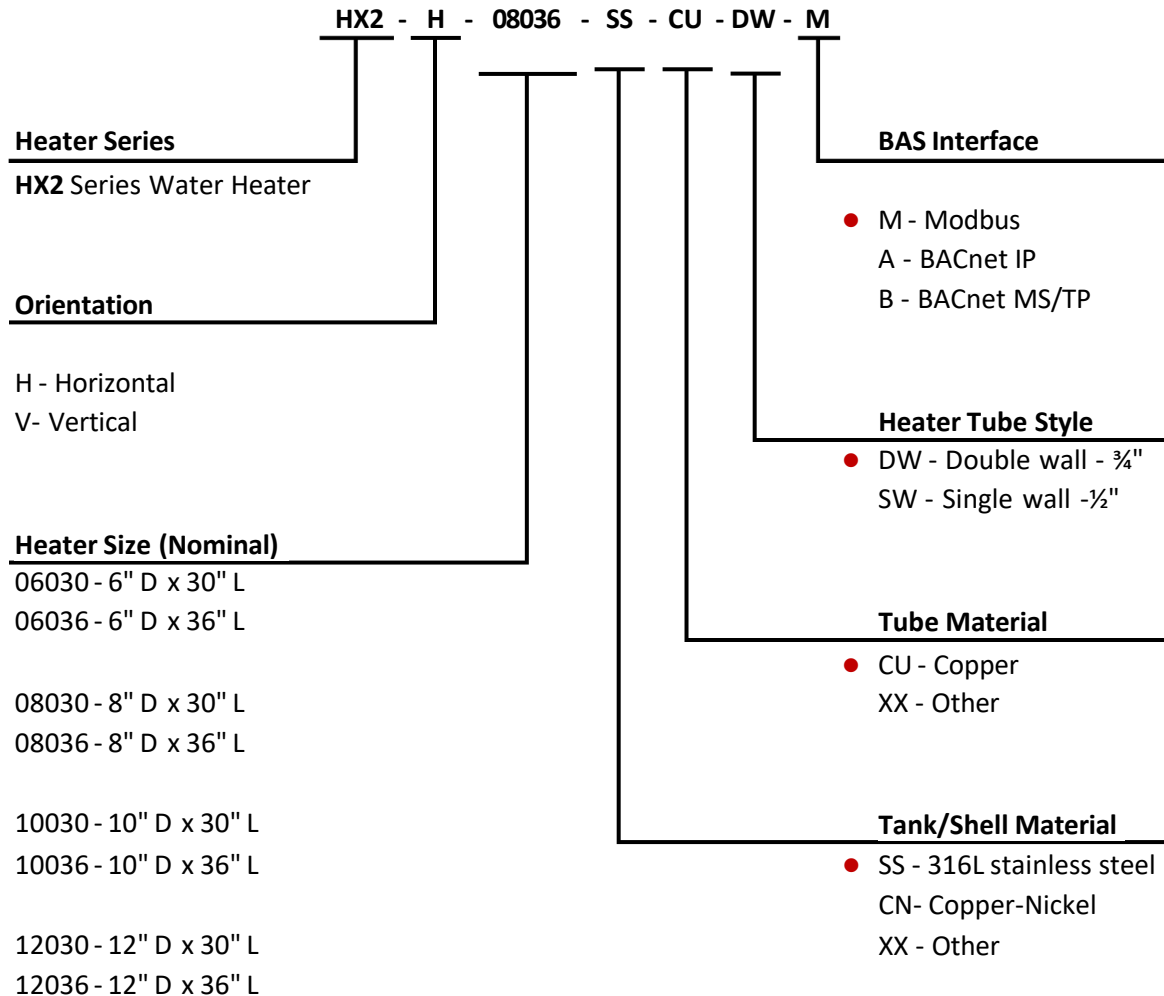 HX2 - H - 08036 - SS - CU - DW - M
Heater Series
HX2 Series Water Heater
Orientation
H - Horizontal
V- Vertical
Heater Size (Nominal)
06030 - 6" D x 30" L
06036 - 6" D x 36" L
08030 - 8" D x 30" L
08036 - 8" D x 36" L
10030 - 10" D x 30" L
10036 - 10" D x 36" L
12030 - 12" D x 30" L
12036 - 12" D x 36" L
BAS Interface
● M - Modbus
A - BACnet IP
B - BACnet MS/TP
Heater Tube Style
● DW - Double wall - ¾"
SW - Single wall -½"
Tube Material
● CU - Copper
XX - Other
Tank/Shell Material
● SS - 316L stainless steel
CN- Copper-Nickel
XX - Other